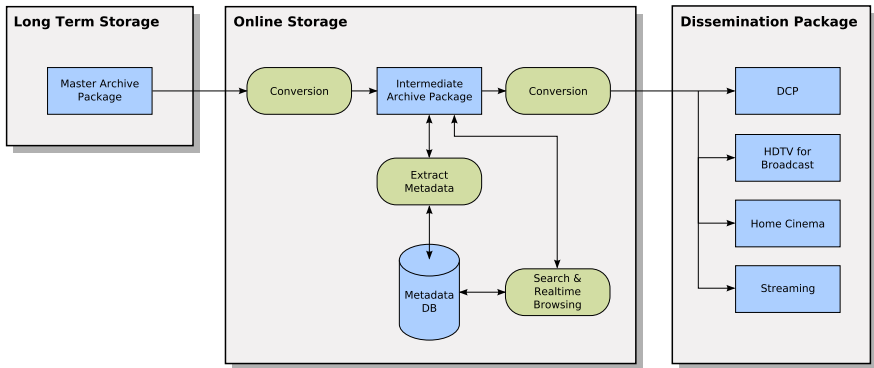 Long Term Storage
Master Archive
Package
Online Storage
Conversion
Intermediate
Archive Package
Conversion
Extract
Metadata
Metadata
DB
Search &
Realtime
Browsing
Dissemination Package
DCP
HDTV for
Broadcast
Home Cinema
Streaming